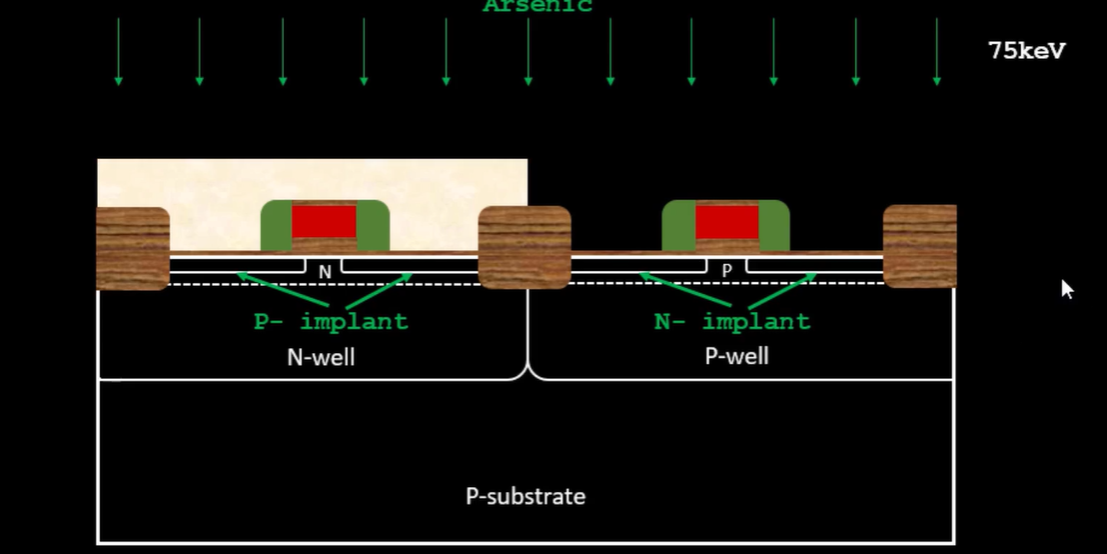 Arsenic
75keV
N
P
P- implant
N- implant
N-well
P-well
P-substrate